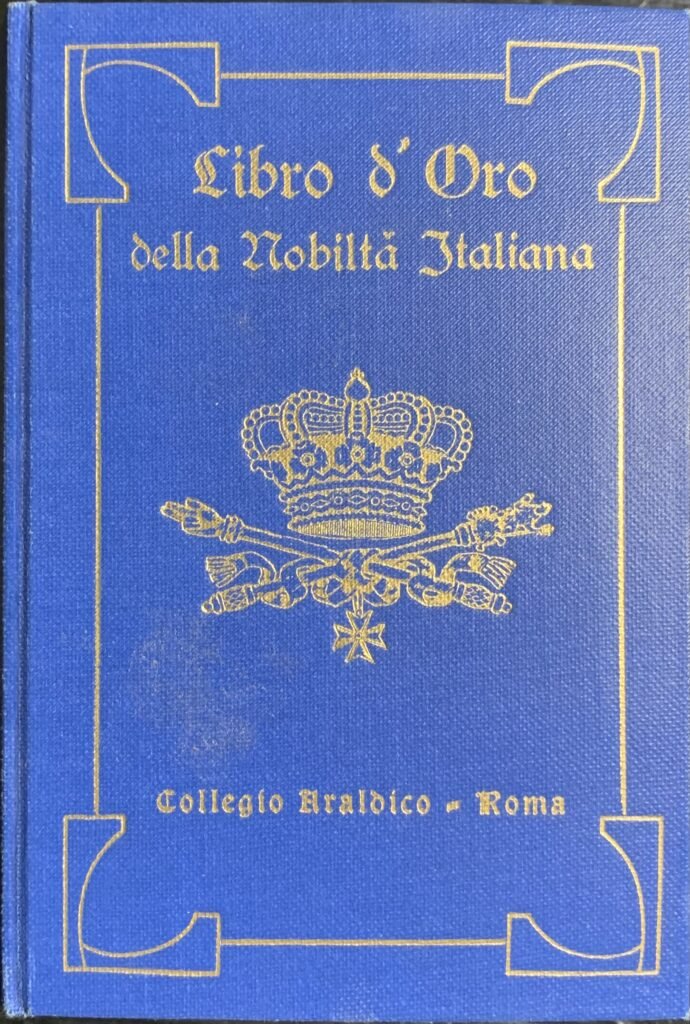 Libro d'Oro
della Nobiltà Italiana
Collegio Araldico - Roma